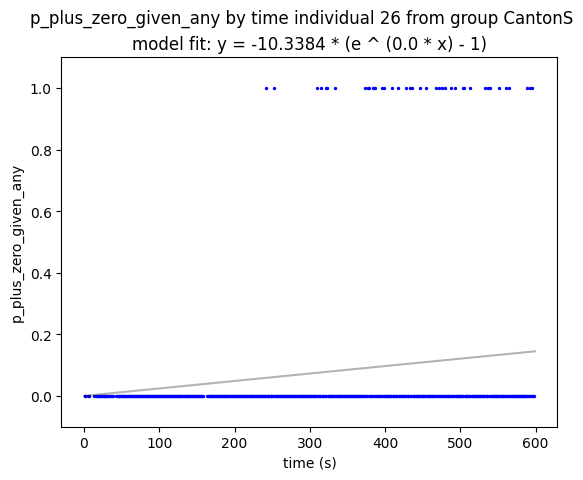 p_plus_zero_given_any by time individual 26 from group CantonS
model fit: y = -10.3384 * (e ^ (0.0 * x) - 1)
1.0
0.8
0.6
0.4
0.2
0.0
p_plus_zero_given_any
0 100 200 300 400 500 600
time (s)